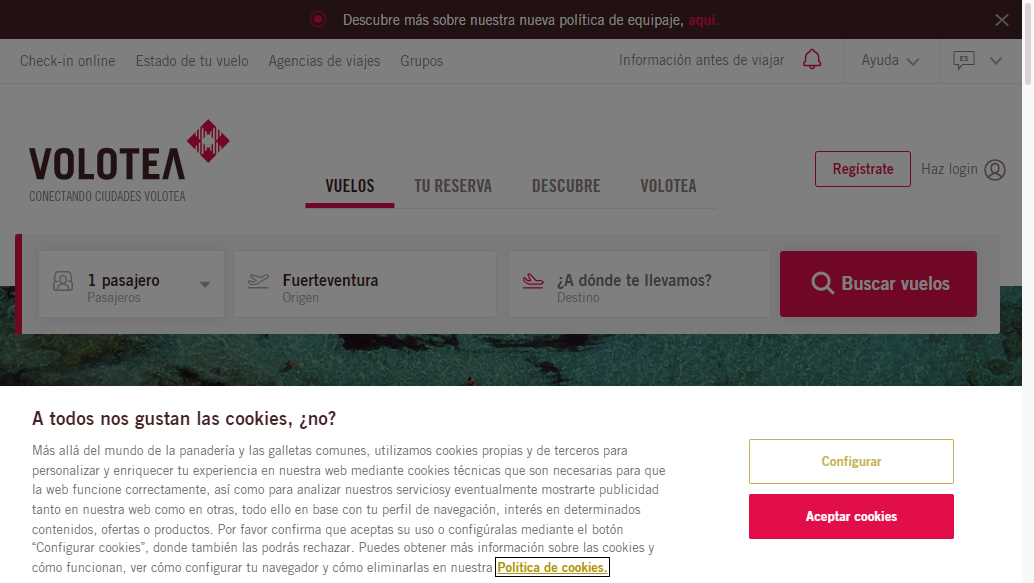 Descubre más sobre nuestra nueva política de equipaje, aquí.
Check-in online Estado de tu vuelo Agencias de viajes Grupos Información antes de viajar Ayuda ES
VOLOTEA
CONECTANDO CIUDADES VOLOTEA
VUELOS TU RESERVA DESCUBRE VOLOTEA
Regístrate Haz login
1 pasajero
Pasajeros
Fuerteventura
Origen
¿A dónde te llevamos?
Destino
Buscar vuelos
A todos nos gustan las cookies, ¿no?
Más allá del mundo de la panadería y las galletas comunes, utilizamos cookies propias y de terceros para
personalizar y enriquecer tu experiencia en nuestra web mediante cookies técnicas que son necesarias para que
la web funcione correctamente, así como para analizar nuestros serviciosy eventualmente mostrarte publicidad
tanto en nuestra web como en otras, todo ello en base con tu perfil de navegación, interés en determinados
contenidos, ofertas o productos. Por favor confirma que aceptas su uso o configúralas mediante el botón
“Configurar cookies”, donde también las podrás rechazar. Puedes obtener más información sobre las cookies y
cómo funcionan, ver cómo configurar tu navegador y cómo eliminarlas en nuestra Política de cookies.
Configurar
Aceptar cookies